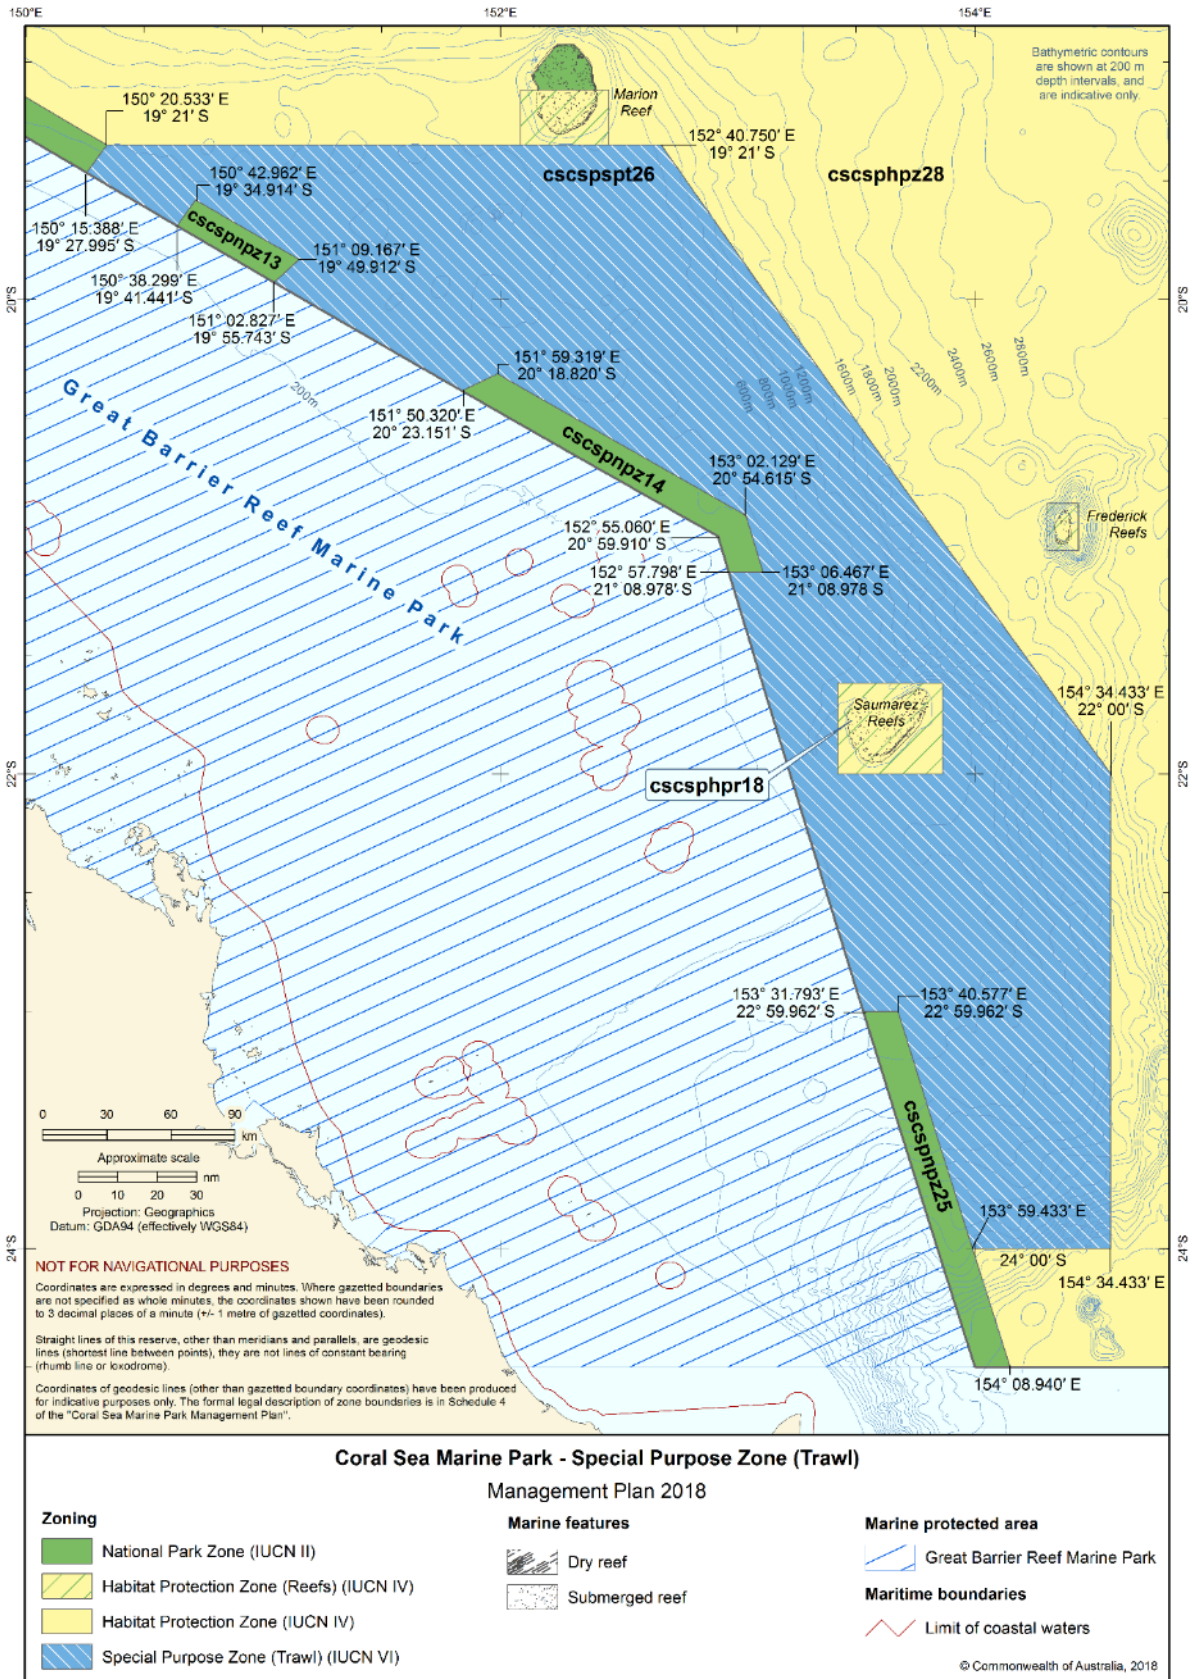 150°E
152°E
154°E
Bathymetric contours
are shown at 200 m
depth intervals, and
are indicative only.
Marion
Reef
150° 20.533' E
19° 21' S
152° 40.750' E
19° 21' S
cscspspt26
cscsphpz28
150° 42.962' E
19° 34.914' S
cscspnpz13
150° 15.388' E
19° 27.995' S
151° 09.167' E
19° 49.912' S
150° 38.299' E
19° 41.441' S
20°S
20°S
151° 02.827' E
19° 55.743' S
2800m
2600m
2400m
2200m
2000m
1800m
1600m
1200m
1000m
800m
600m
200m
151° 59.319' E
20° 18.820' S
Great Barrier Reef Marine Park
151° 50.320' E
20° 23.151' S
cscspnpz14
153° 02.129' E
20° 54.615' S
152° 55.060' E
20° 59.910' S
Frederick
Reefs
152° 57.798' E
21° 08.978' S
153° 06.467' E
21° 08.978 S
154° 34.433' E
22° 00' S
Saumarez
Reefs
22°S
22°S
cscsphpr18
153° 31.793' E
22° 59.962' S
153° 40.577' E
22° 59.962' S
cscspnpz25
0 30 60 90
km
Approximate scale
nm
0 10 20 30
Projection: Geographics
Datum: GDA94 (effectively WGS84)
153° 59.433' E
24°S
24°S
24° 00' S
154° 34.433' E
154° 08.940' E
NOT FOR NAVIGATIONAL PURPOSES
Coordinates are expressed in degrees and minutes. Where gazetted boundaries
are not specified as whole minutes, the coordinates shown have been rounded
to 3 decimal places of a minute (+/- 1 metre of gazetted coordinates).
Straight lines of this reserve, other than meridians and parallels, are geodesic
lines (shortest line between points), they are not lines of constant bearing
(rhumb line or loxodrome).
Coordinates of geodesic lines (other than gazetted boundary coordinates) have been produced
for indicative purposes only. The formal legal description of zone boundaries is in Schedule 4
of the "Coral Sea Marine Park Management Plan".
Coral Sea Marine Park - Special Purpose Zone (Trawl)
Management Plan 2018
Zoning
National Park Zone (IUCN II)
Habitat Protection Zone (Reefs) (IUCN IV)
Habitat Protection Zone (IUCN IV)
Special Purpose Zone (Trawl) (IUCN VI)
Marine features
Dry reef
Submerged reef
Marine protected area
Great Barrier Reef Marine Park
Maritime boundaries
Limit of coastal waters
© Commonwealth of Australia, 2018